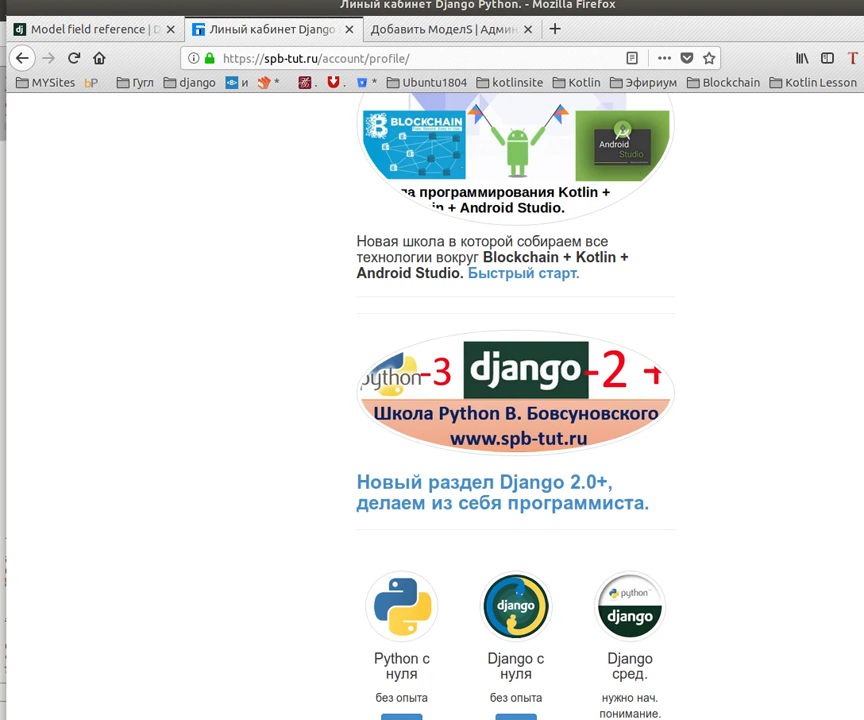 Линый кабинет Django Python. - Mozilla Firefox
Model field reference | D
Линый кабинет Django
Добавить МоделS | Админ
https://spb-tut.ru/account/profile/
MYSites
Гугл
django
и
*
.
*
Ubuntu1804
kotlinsite
Kotlin
Эфириум
Blockchain
Kotlin Lesson
BLOCKCHAIN
Android
Studio
ла программирования Kotlin +
in + Android Studio.
Новая школа в которой собираем все
технологии вокруг Blockchain + Kotlin +
Android Studio. Быстрый старт.
python-3 django-2 +
Школа Python В. Бовсуновского
www.spb-tut.ru
Новый раздел Django 2.0+,
делаем из себя программиста.
django
python
django
Python с
нуля
без опыта
Django с
нуля
без опыта
Django
сред.
нужно нач.
понимание.